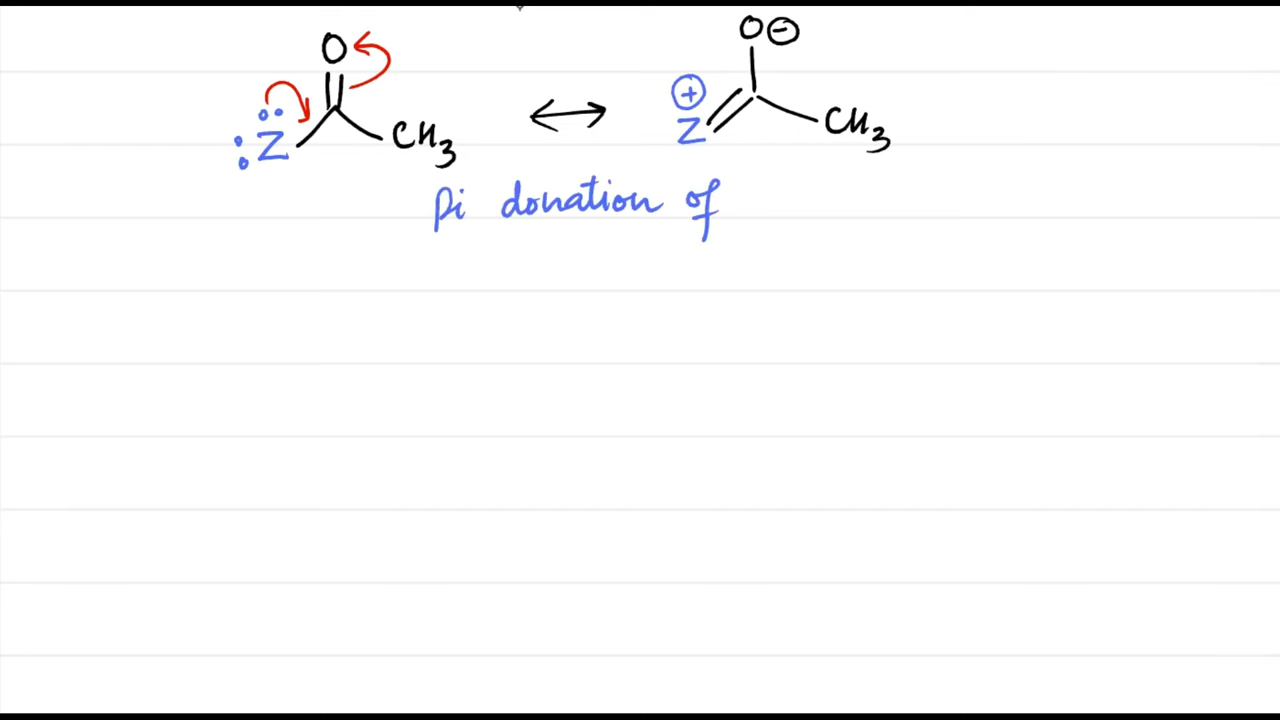 O O⊖
:Z̈ CH3 ↔ ⊕ Z CH3
Pi donation of